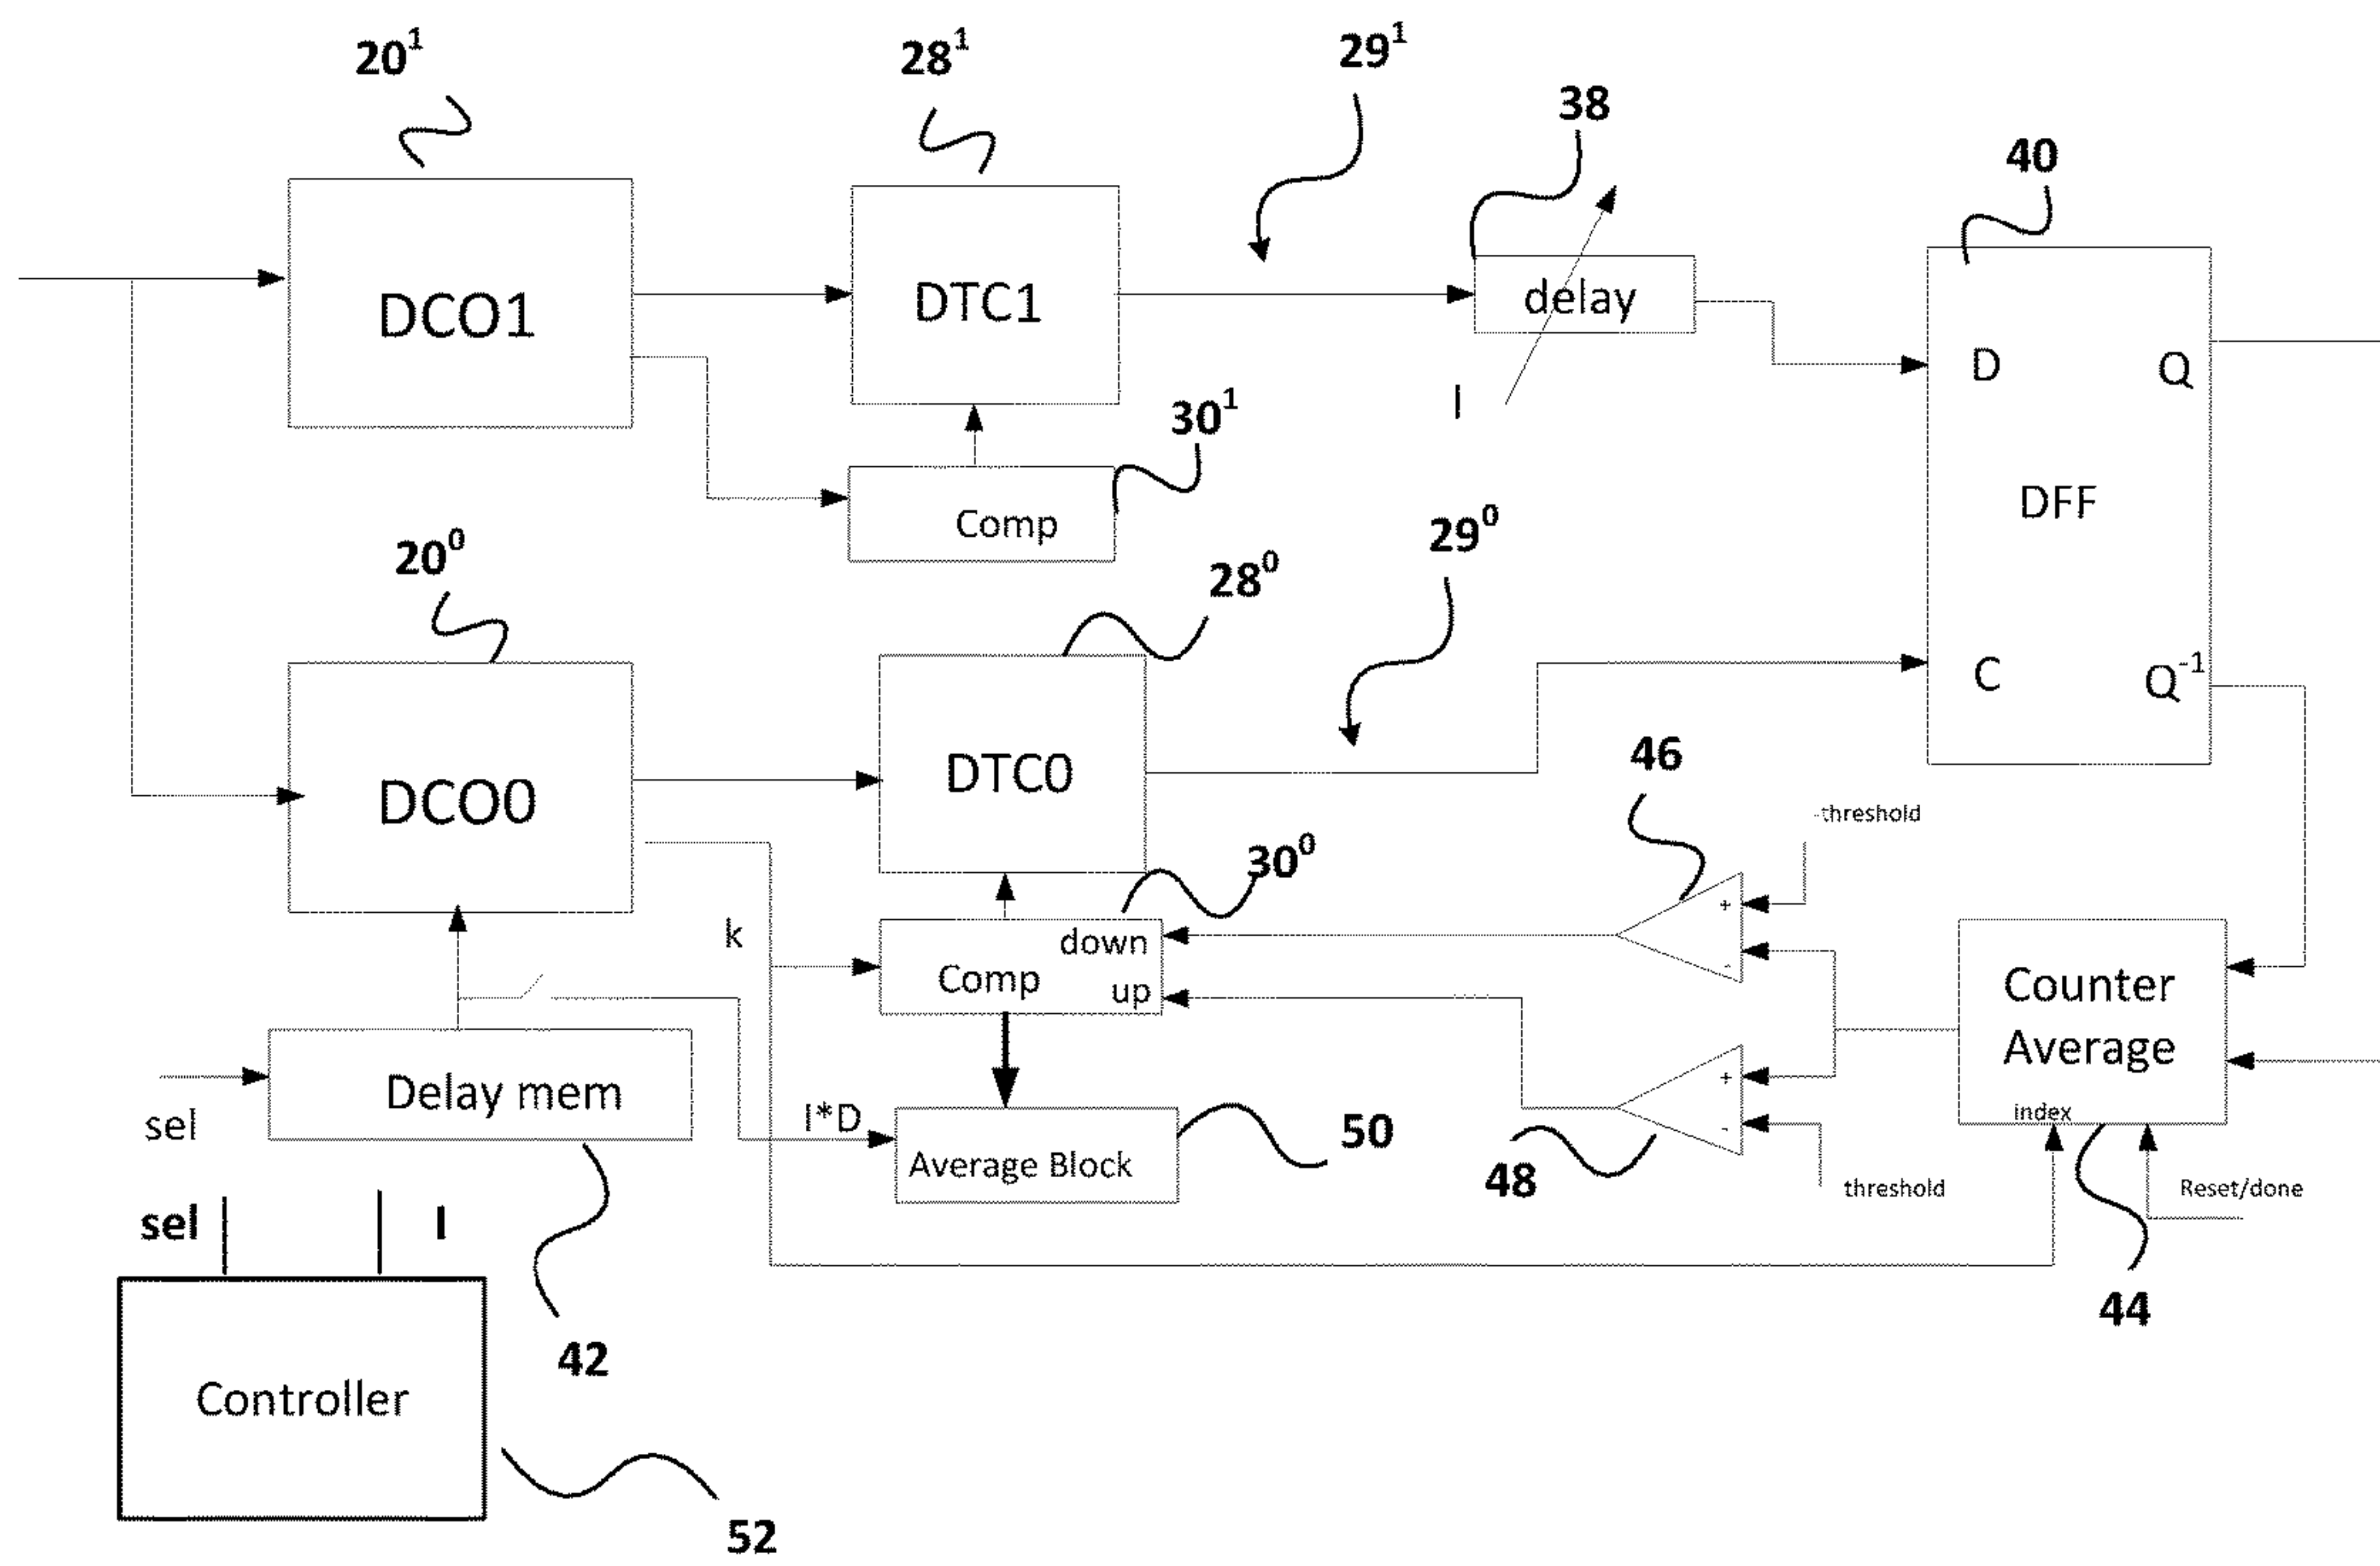 20¹
28¹
29¹
38
40
DCO1
DTC1
delay
D
Q
I
30¹
Comp
DFF
20⁰
28⁰
29⁰
C
Q⁻¹
DCO0
DTC0
46
-threshold
30⁰
k
down
Comp
up
+
-
Counter
Average
index
Delay mem
sel
I*D
Average Block
50
+
-
48
threshold
Reset/done
sel
I
42
44
Controller
52